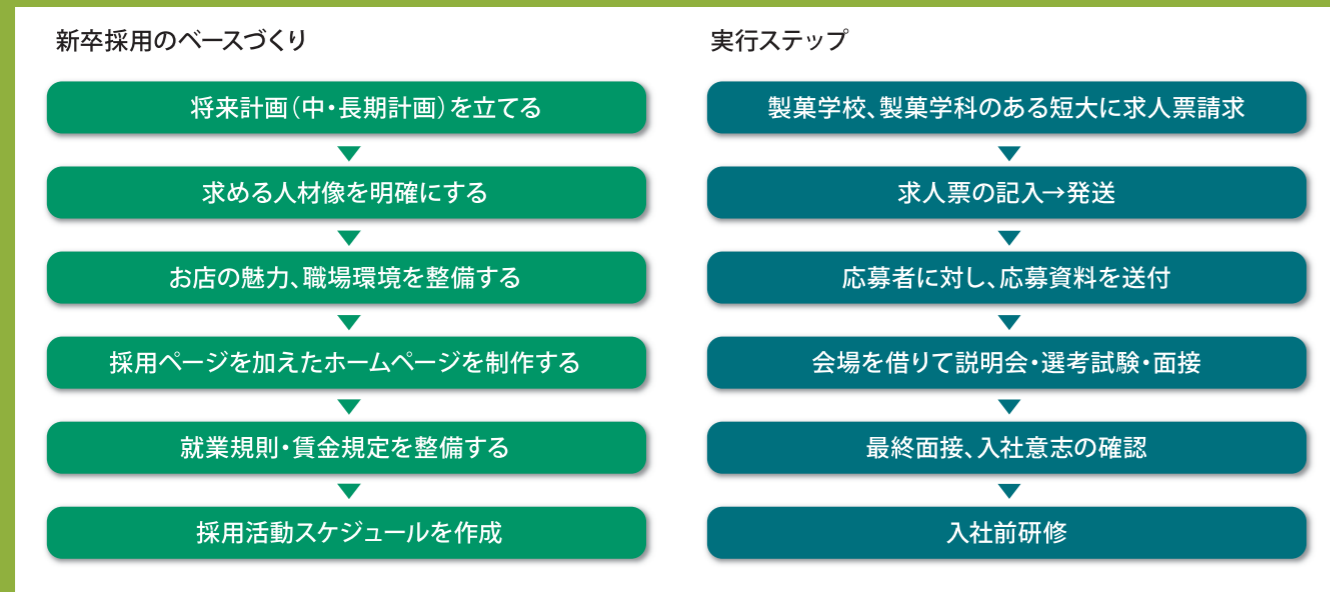 新卒採用のベースづくり
将来計画（中・長期計画）を立てる
求める人材像を明確にする
お店の魅力、職場環境を整備する
採用ページを加えたホームページを制作する
就業規則・賃金規定を整備する
採用活動スケジュールを作成
実行ステップ
製菓学校、製菓学科のある短大に求人票請求
求人票の記入→発送
応募者に対し、応募資料を送付
会場を借りて説明会・選考試験・面接
最終面接、入社意志の確認
入社前研修